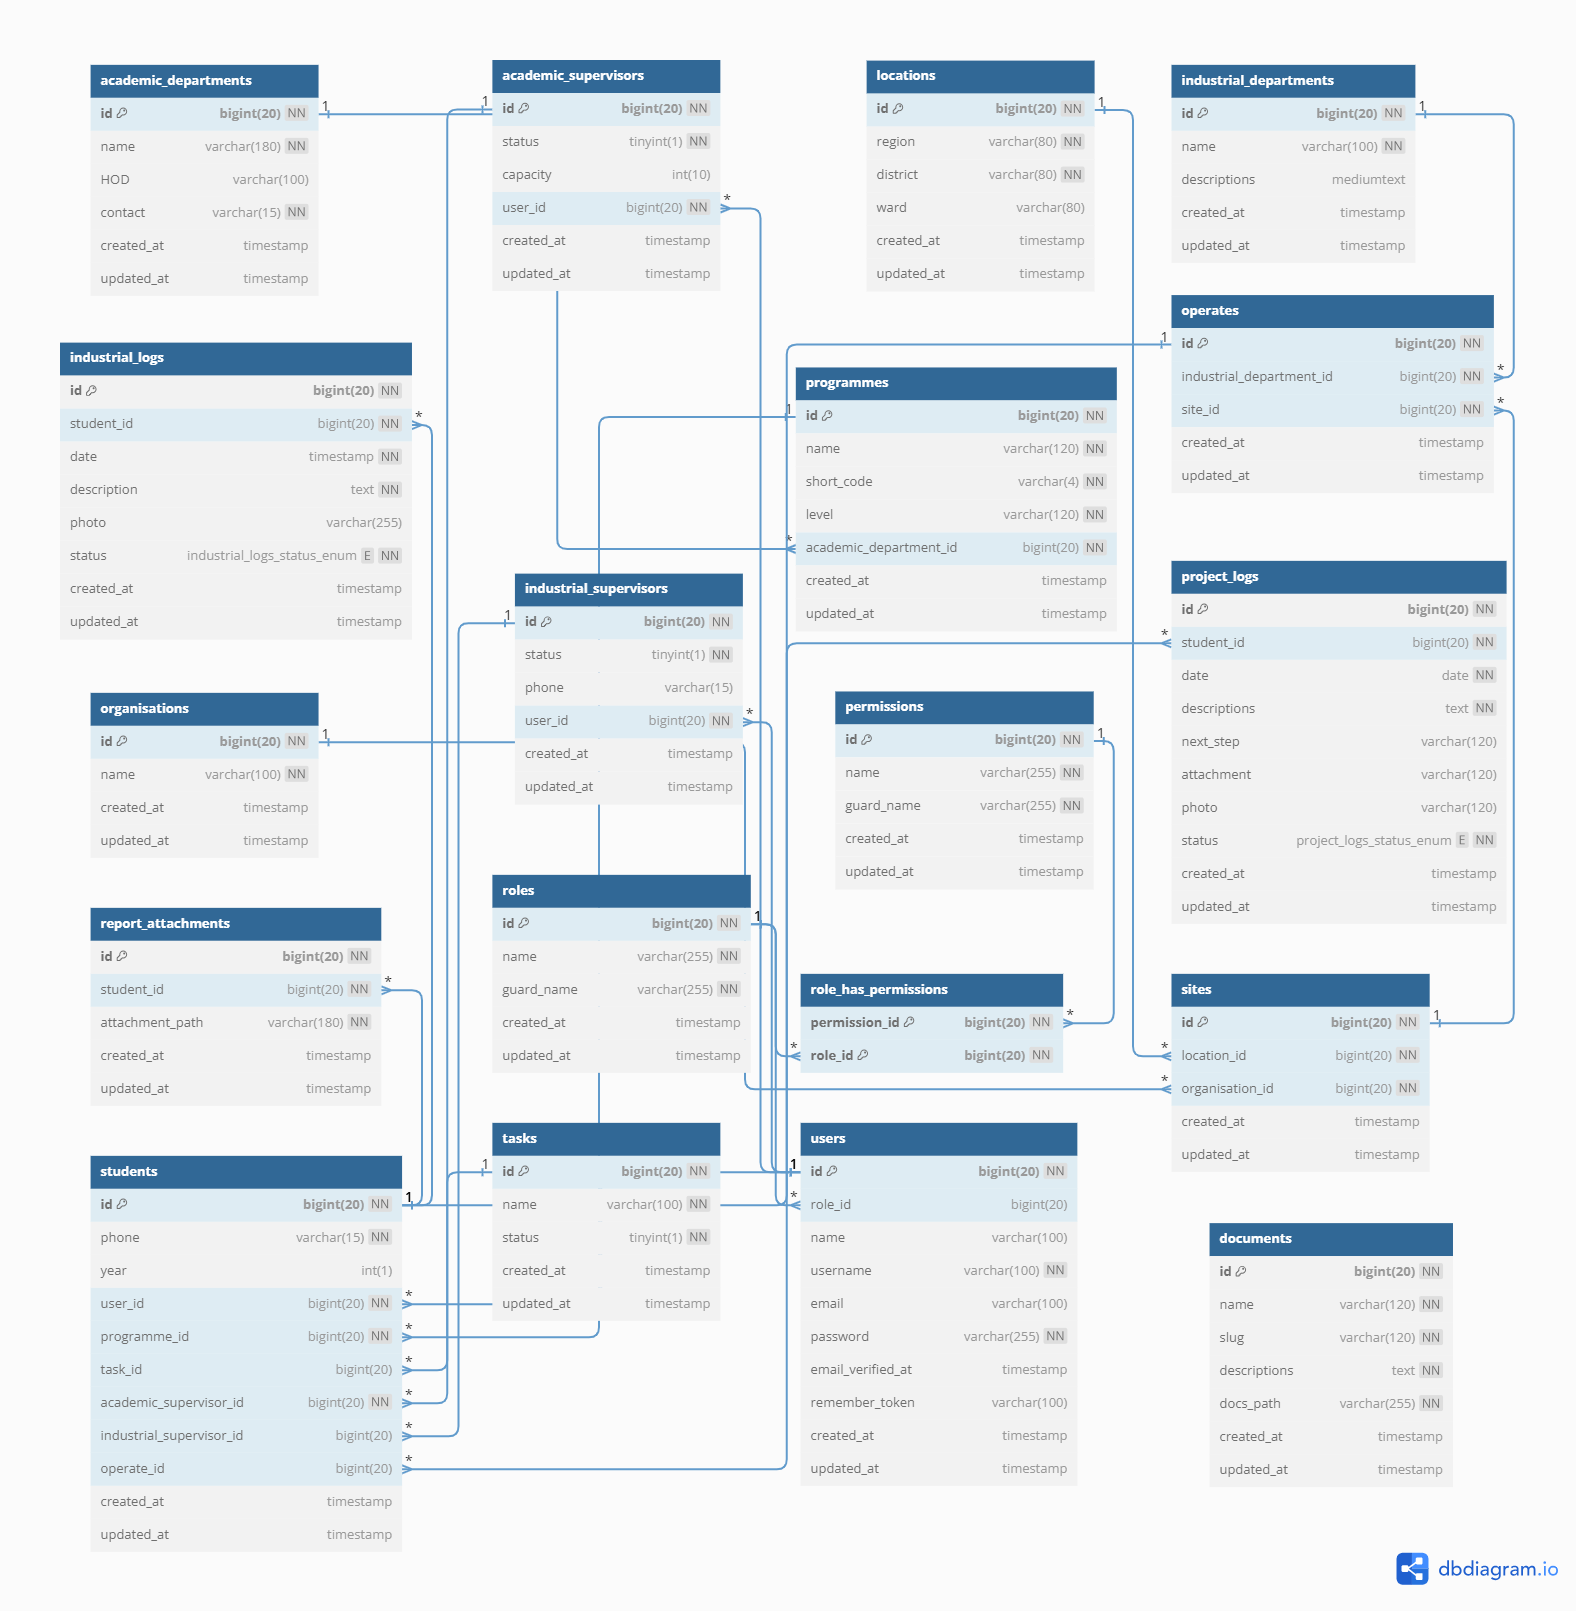 academic_departments
id bigint(20) NN
name varchar(180) NN
HOD varchar(100)
contact varchar(15) NN
created_at timestamp
updated_at timestamp
1
academic_supervisors
id bigint(20) NN
status tinyint(1) NN
capacity int(10)
user_id bigint(20) NN
created_at timestamp
updated_at timestamp
1
*
locations
id bigint(20) NN
region varchar(80) NN
district varchar(80) NN
ward varchar(80)
created_at timestamp
updated_at timestamp
1
industrial_departments
id bigint(20) NN
name varchar(100) NN
descriptions mediumtext
created_at timestamp
updated_at timestamp
1
operates
id bigint(20) NN
industrial_department_id bigint(20) NN
site_id bigint(20) NN
created_at timestamp
updated_at timestamp
1
*
*
industrial_logs
id bigint(20) NN
student_id bigint(20) NN
date timestamp NN
description text NN
photo varchar(255)
status industrial_logs_status_enum E NN
created_at timestamp
updated_at timestamp
*
programmes
id bigint(20) NN
name varchar(120) NN
short_code varchar(4) NN
level varchar(120) NN
academic_department_id bigint(20) NN
created_at timestamp
updated_at timestamp
1
*
industrial_supervisors
id bigint(20) NN
status tinyint(1) NN
phone varchar(15)
user_id bigint(20) NN
created_at timestamp
updated_at timestamp
1
*
project_logs
id bigint(20) NN
student_id bigint(20) NN
date date NN
descriptions text NN
next_step varchar(120)
attachment varchar(120)
photo varchar(120)
status project_logs_status_enum E NN
created_at timestamp
updated_at timestamp
*
organisations
id bigint(20) NN
name varchar(100) NN
created_at timestamp
updated_at timestamp
1
permissions
id bigint(20) NN
name varchar(255) NN
guard_name varchar(255) NN
created_at timestamp
updated_at timestamp
1
roles
id bigint(20) NN
name varchar(255) NN
guard_name varchar(255) NN
created_at timestamp
updated_at timestamp
1
report_attachments
id bigint(20) NN
student_id bigint(20) NN
attachment_path varchar(180) NN
created_at timestamp
updated_at timestamp
*
role_has_permissions
permission_id bigint(20) NN
role_id bigint(20) NN
*
*
sites
id bigint(20) NN
location_id bigint(20) NN
organisation_id bigint(20) NN
created_at timestamp
updated_at timestamp
1
*
*
students
id bigint(20) NN
phone varchar(15) NN
year int(1)
user_id bigint(20) NN
programme_id bigint(20) NN
task_id bigint(20)
academic_supervisor_id bigint(20) NN
industrial_supervisor_id bigint(20)
operate_id bigint(20)
created_at timestamp
updated_at timestamp
1
*
*
*
*
*
*
tasks
id bigint(20) NN
name varchar(100) NN
status tinyint(1) NN
created_at timestamp
updated_at timestamp
1
users
id bigint(20) NN
role_id bigint(20)
name varchar(100)
username varchar(100) NN
email varchar(100)
password varchar(255) NN
email_verified_at timestamp
remember_token varchar(100)
created_at timestamp
updated_at timestamp
1
*
documents
id bigint(20) NN
name varchar(120) NN
slug varchar(120) NN
descriptions text NN
docs_path varchar(255) NN
created_at timestamp
updated_at timestamp
dbdiagram.io